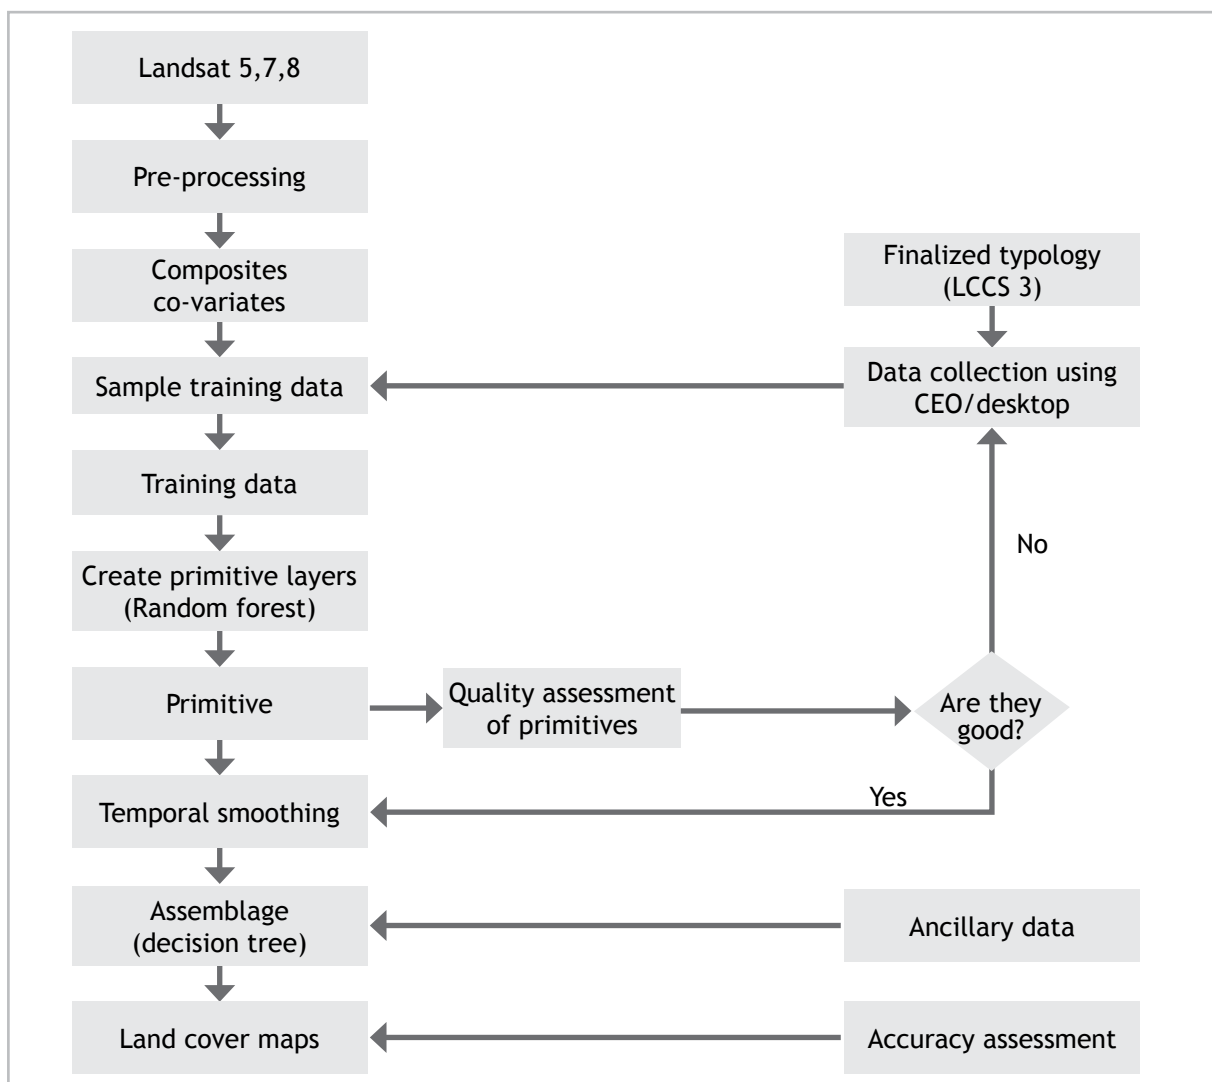 Landsat 5,7,8
Pre-processing
Composites
co-variates
Finalized typology
(LCCS 3)
Sample training data
Data collection using
CEO/desktop
Training data
No
Create primitive layers
(Random forest)
Primitive
Quality assessment
of primitives
Are they
good?
Temporal smoothing
Yes
Assemblage
(decision tree)
Ancillary data
Land cover maps
Accuracy assessment